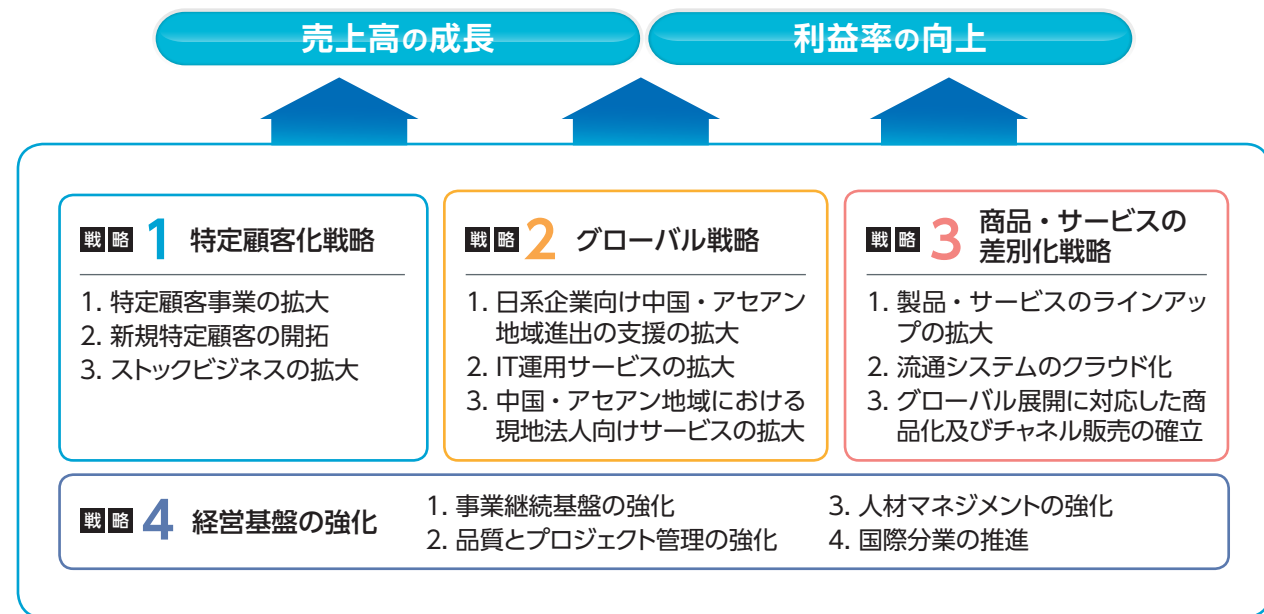 売上高の成長
利益率の向上
戦略 1 特定顧客化戦略
1. 特定顧客事業の拡大
2. 新規特定顧客の開拓
3. ストックビジネスの拡大
戦略 2 グローバル戦略
1. 日系企業向け中国・アセアン
地域進出の支援の拡大
2. IT運用サービスの拡大
3. 中国・アセアン地域における
現地法人向けサービスの拡大
戦略 3 商品・サービスの
差別化戦略
1. 製品・サービスのラインアッ
プの拡大
2. 流通システムのクラウド化
3. グローバル展開に対応した商
品化及びチャネル販売の確立
戦略 4 経営基盤の強化
1. 事業継続基盤の強化
2. 品質とプロジェクト管理の強化
3. 人材マネジメントの強化
4. 国際分業の推進